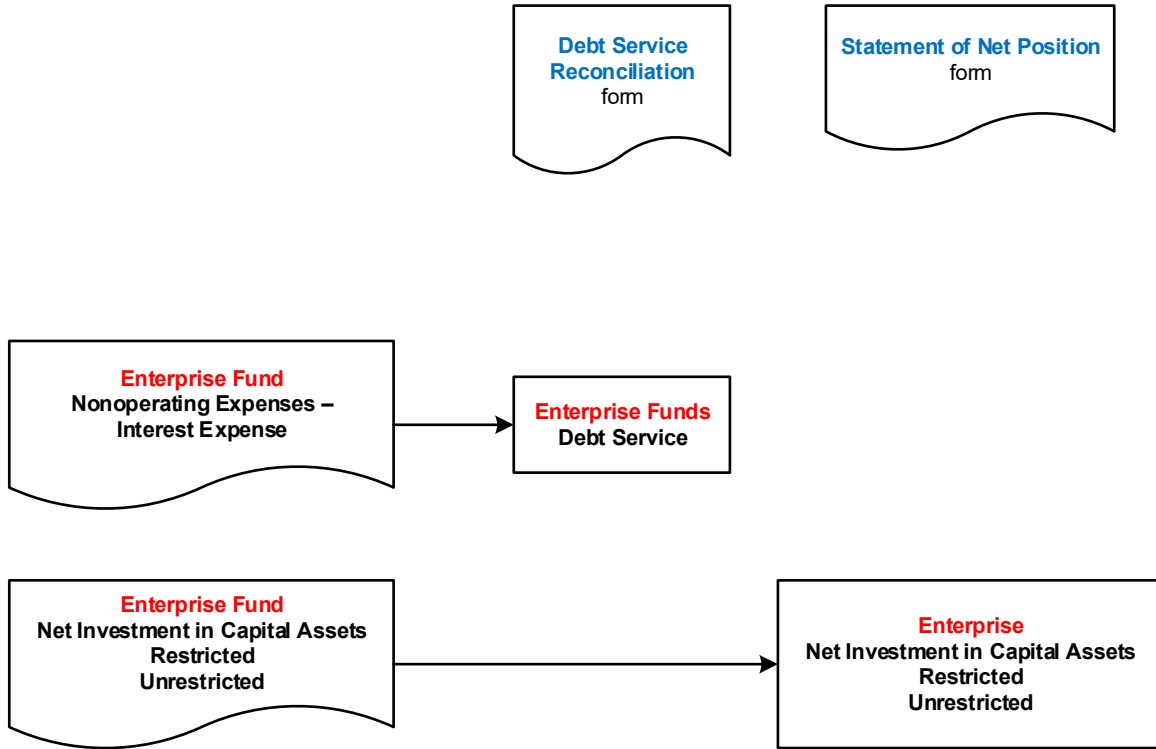 Debt Service
Reconciliation
form
Statement of Net Position
form
Enterprise Fund
Nonoperating Expenses –
Interest Expense
Enterprise Funds
Debt Service
Enterprise Fund
Net Investment in Capital Assets
Restricted
Unrestricted
Enterprise
Net Investment in Capital Assets
Restricted
Unrestricted